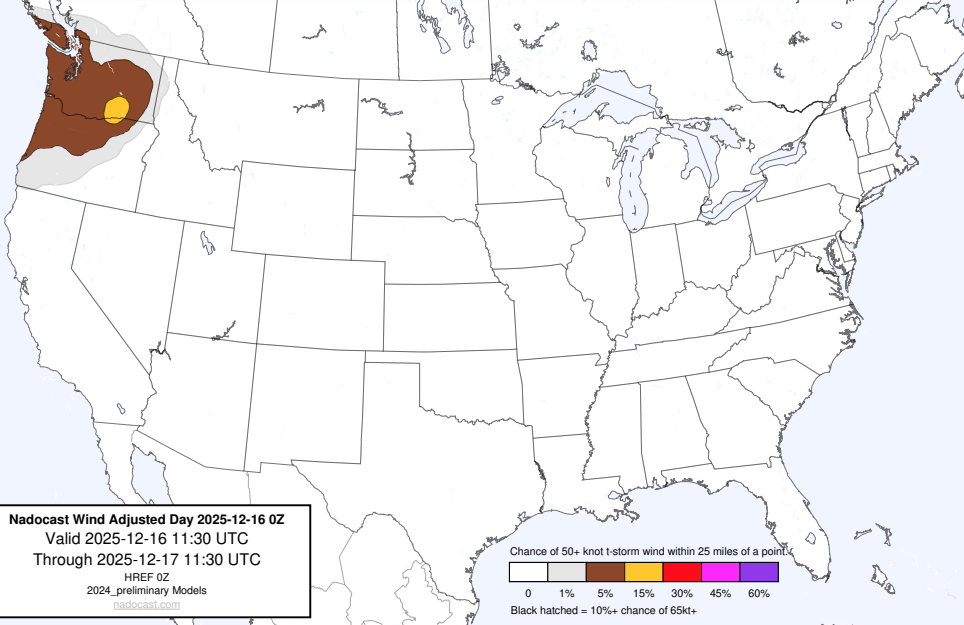 Nadocast Wind Adjusted Day 2025-12-16 0Z
Valid 2025-12-16 11:30 UTC
Through 2025-12-17 11:30 UTC
HREF 0Z
2024_preliminary Models
nadocast.com
Chance of 50+ knot t-storm wind within 25 miles of a point.
0 1% 5% 15% 30% 45% 60%
Black hatched = 10%+ chance of 65kt+